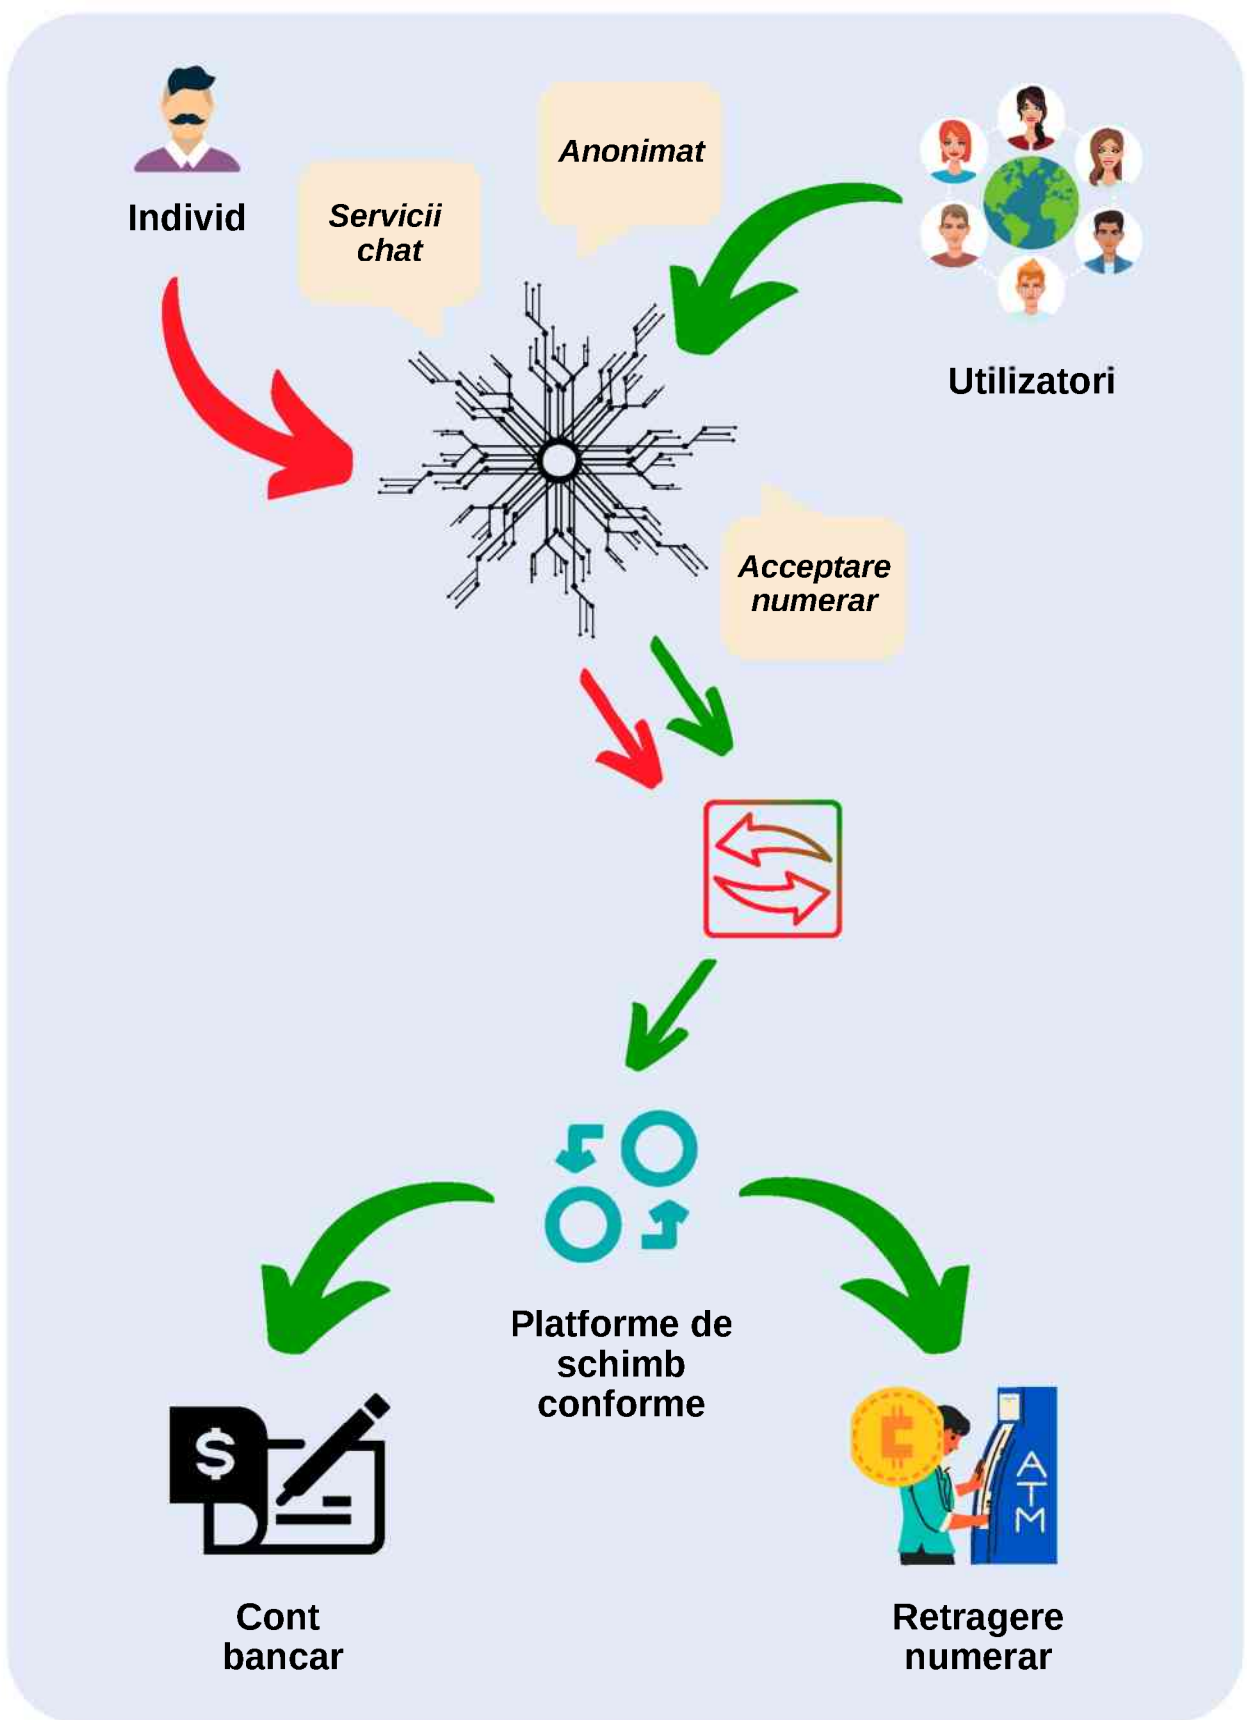 Anonimat
Individ
Servicii
chat
Utilizatori
Acceptare
numerar
Platforme de
schimb
conforme
$
ATM
Cont
bancar
Retragere
numerar